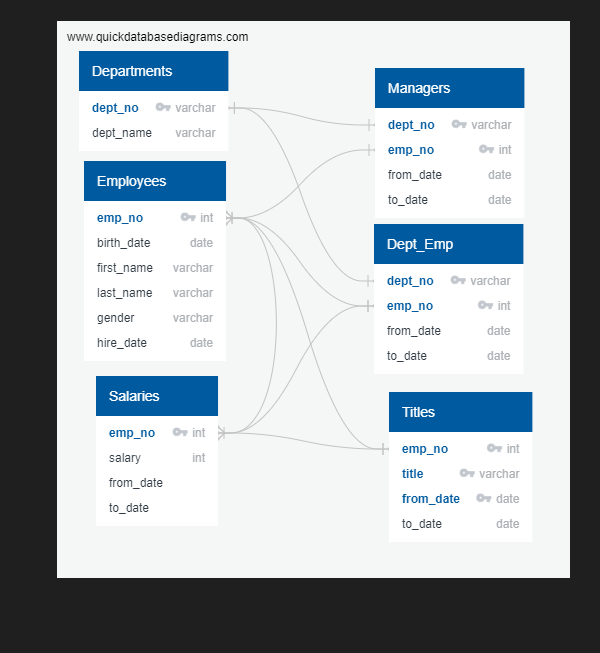 www.quickdatabasediagrams.com
Departments
dept_no varchar
dept_name varchar
Employees
emp_no int
birth_date date
first_name varchar
last_name varchar
gender varchar
hire_date date
Salaries
emp_no int
salary int
from_date
to_date
Managers
dept_no varchar
emp_no int
from_date date
to_date date
Dept_Emp
dept_no varchar
emp_no int
from_date date
to_date date
Titles
emp_no int
title varchar
from_date date
to_date date